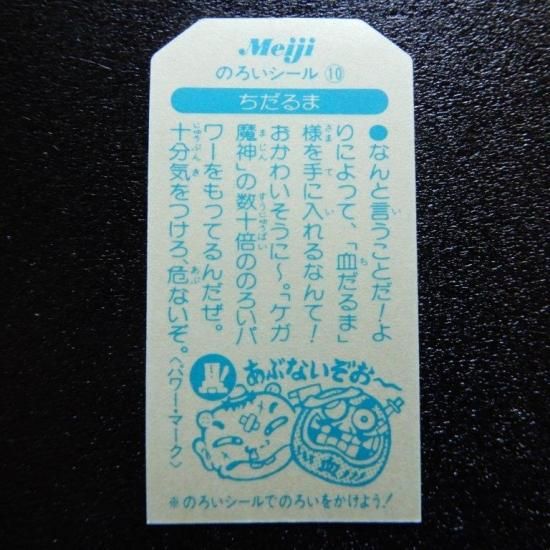 Meiji
のろいシール ⑩
ちだるま
●なんと言うことだ!よ
りによって、「血だるま」
様を手に入れるなんて!
おかわいそうに〜。「ケガ
魔神」の数十倍ののろいパ
ワーをもってるんだぜ。
十分気をつけろ、危ないぞ。
〈パワー・マーク〉
あぶないぞお〜
血
※のろいシールでのろいをかけよう!